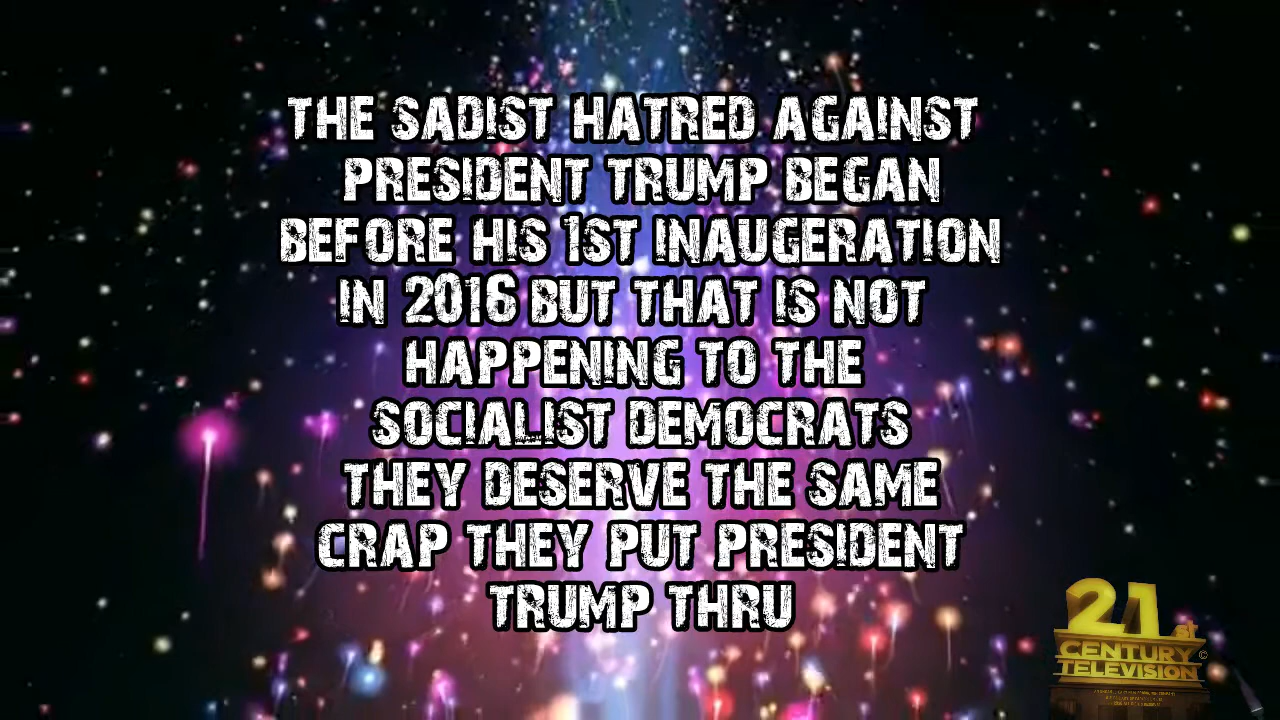 THE SADIST HATRED AGAINST
PRESIDENT TRUMP BEGAN
BEFORE HIS 1ST INAUGERATION
IN 2016 BUT THAT IS NOT
HAPPENING TO THE
SOCIALIST DEMOCRATS
THEY DESERVE THE SAME
CRAP THEY PUT PRESIDENT
TRUMP THRU
21st
CENTURY ©
TELEVISION